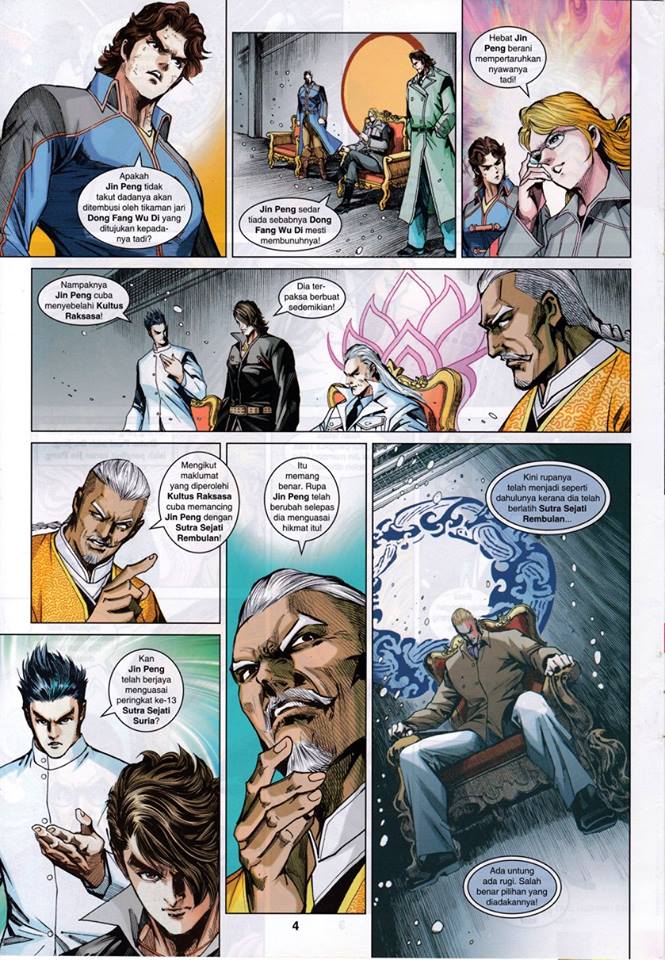 Apakah
Jin Peng tidak
takut dadanya akan
ditembusi oleh tikaman jari
Dong Fang Wu Di yang
ditujukan kepada-
nya tadi?
Jin Peng sedar
tiada sebabnya Dong
Fang Wu Di mesti
membunuhnya!
Hebat Jin
Peng berani
mempertaruhkan
nyawanya
tadi!
Nampaknya
Jin Peng cuba
menyebelahi Kultus
Raksasa!
Dia ter-
paksa berbuat
sedemikian!
Mengikut
maklumat
yang diperolehi
Kultus Raksasa
cuba memancing
Jin Peng dengan
Sutra Sejati
Rembulan!
Itu
memang
benar. Rupa
Jin Peng telah
berubah selepas
dia menguasai
hikmat itu!
Kini rupanya
telah menjadi seperti
dahulunya kerana dia telah
berlatih Sutra Sejati
Rembulan...
Kan
Jin Peng
telah berjaya
menguasai
peringkat ke-13
Sutra Sejati
Suria?
Ada untung
ada rugi. Salah
benar pilihan yang
diadakannya!
4